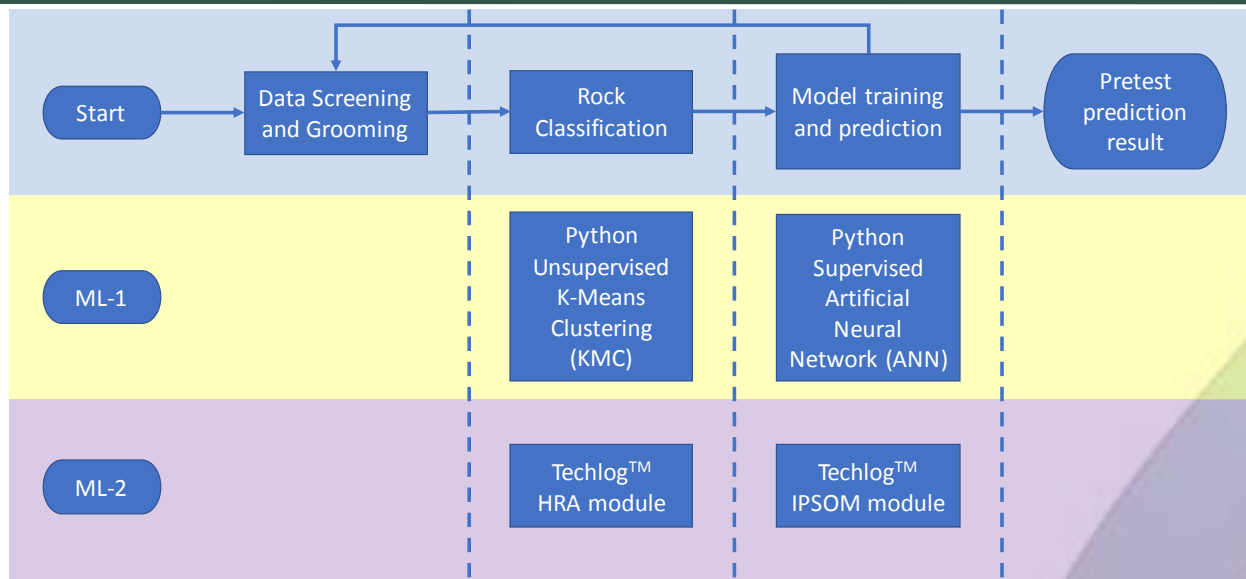 Start
Data Screening
and Grooming
Rock
Classification
Model training
and prediction
Pretest
prediction
result
ML-1
Python
Unsupervised
K-Means
Clustering
(KMC)
Python
Supervised
Artificial
Neural
Network (ANN)
ML-2
Techlog™
HRA module
Techlog™
IPSOM module